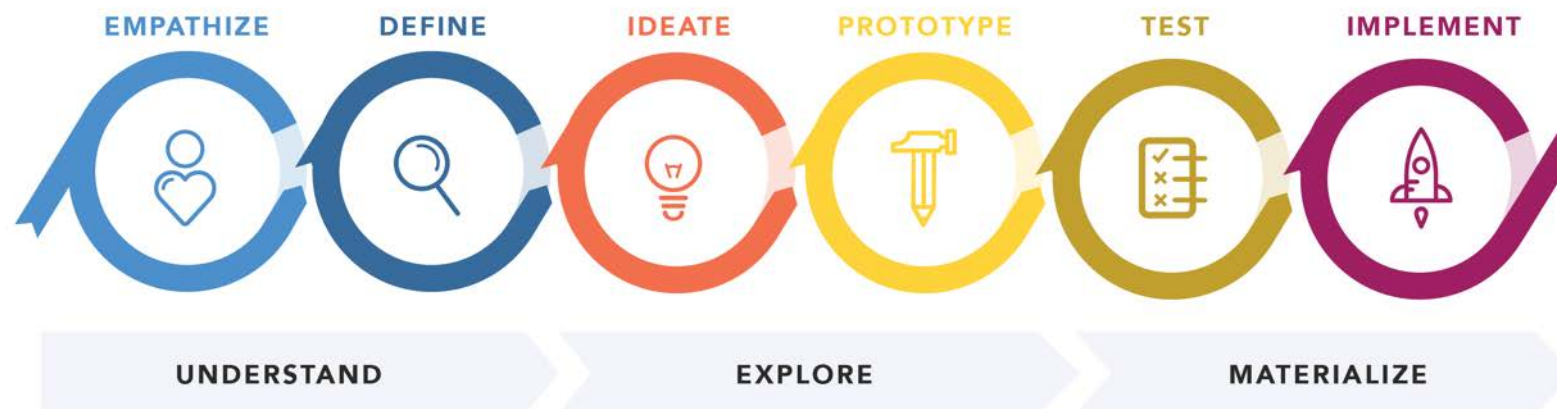 EMPATHIZE DEFINE IDEATE PROTOTYPE TEST IMPLEMENT
UNDERSTAND EXPLORE MATERIALIZE